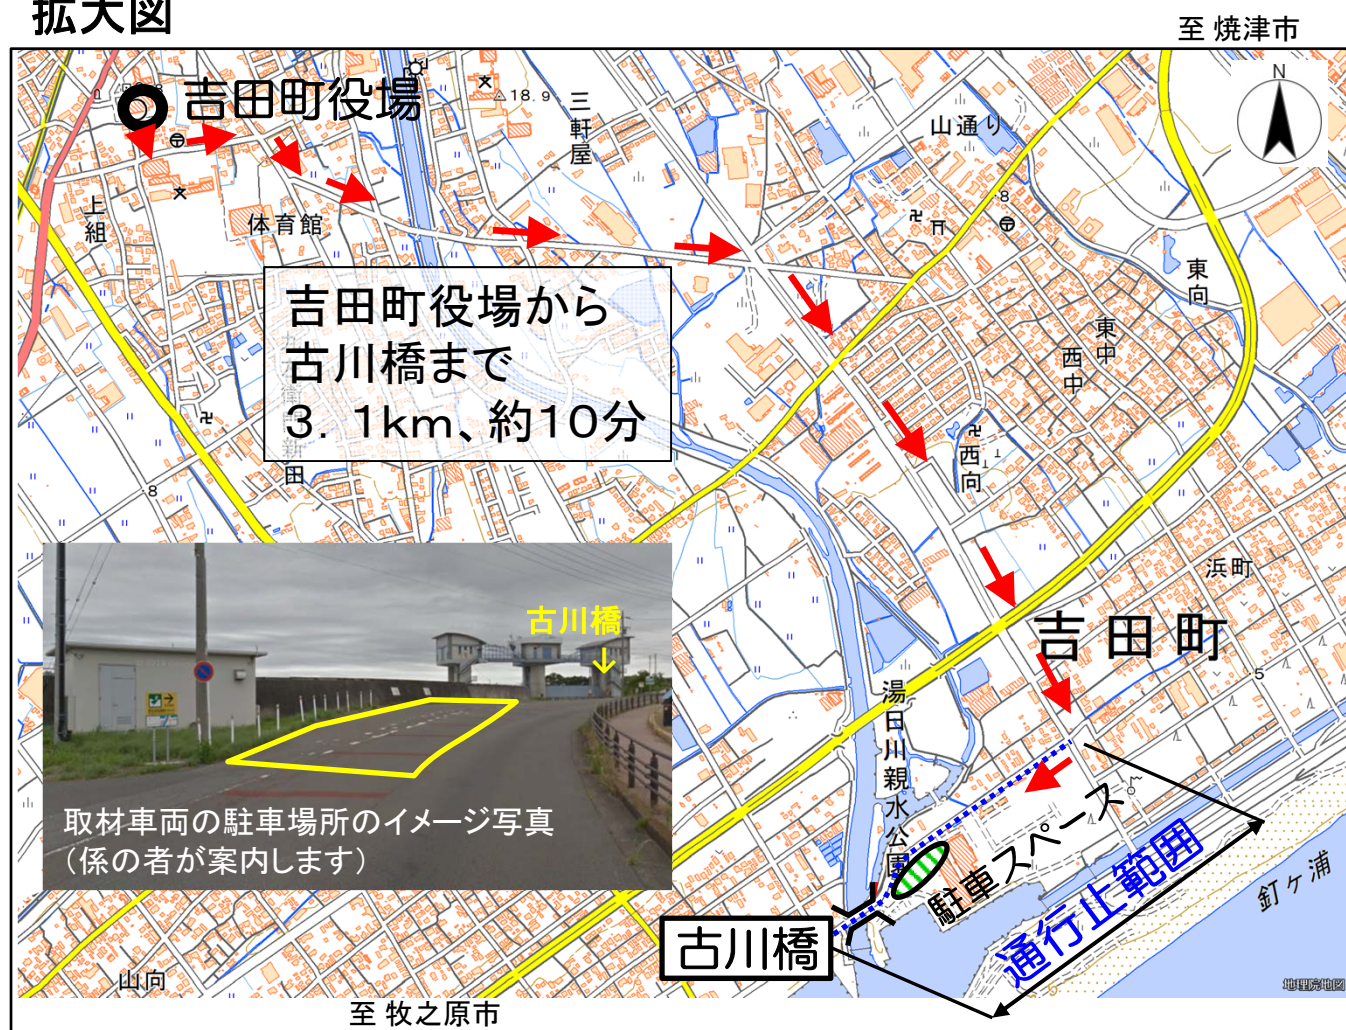 拡大図
至 焼津市
N
吉田町役場
18.9
三軒屋
山通り
8
上組
体育館
東向
吉田町役場から
古川橋まで
3．1km、約10分
東中
西中
西向
田
8
浜町
古川橋
↓
吉田町
5
湯日川親水公園
取材車両の駐車場所のイメージ写真
（係の者が案内します）
駐車スペース
通行止範囲
釘ヶ浦
古川橋
山向
地理院地図
至 牧之原市